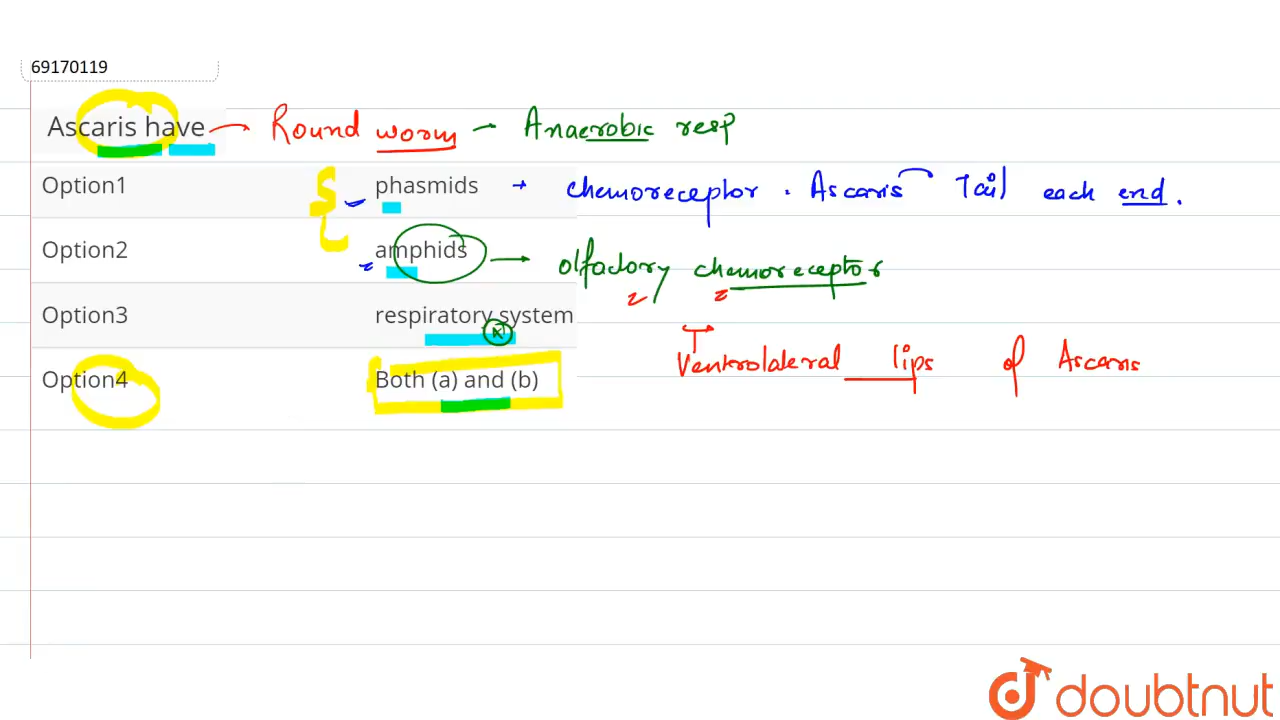 69170119
Ascaris have Round worm - Anaerobic resp
Option1 phasmids → chemoreceptor. Ascaris Tail each end.
Option2 amphids → olfactory chemoreceptor
Option3 respiratory system
Ventrolateral lips of Ascaris
Option4 Both (a) and (b)
doubtnut